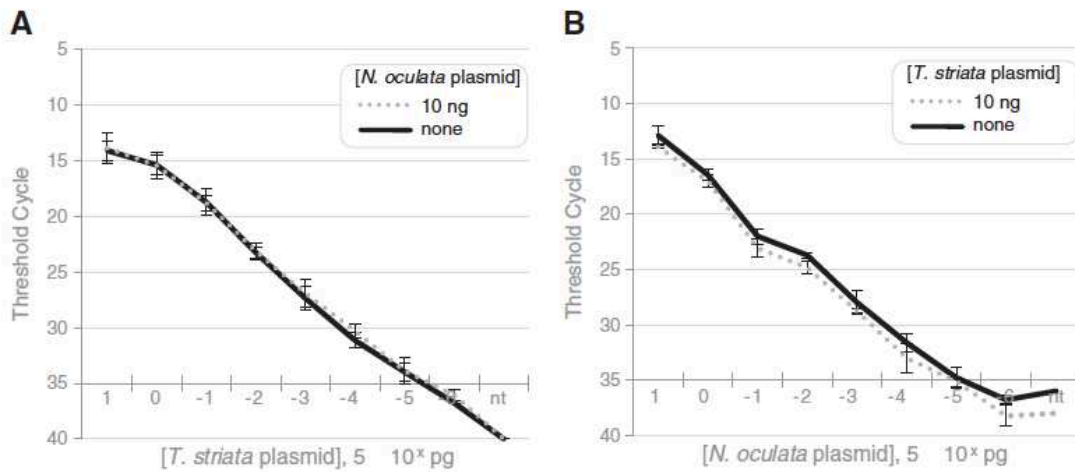 A
5
10
15
20
25
30
35
40
Threshold Cycle
[N. oculata plasmid]
10 ng
none
1 0 -1 -2 -3 -4 -5 nt
[T. striata plasmid], 5 10ˣ pg
B
5
10
15
20
25
30
35
40
Threshold Cycle
[T. striata plasmid]
10 ng
none
1 0 -1 -2 -3 -4 -5 nt
[N. oculata plasmid], 5 10ˣ pg